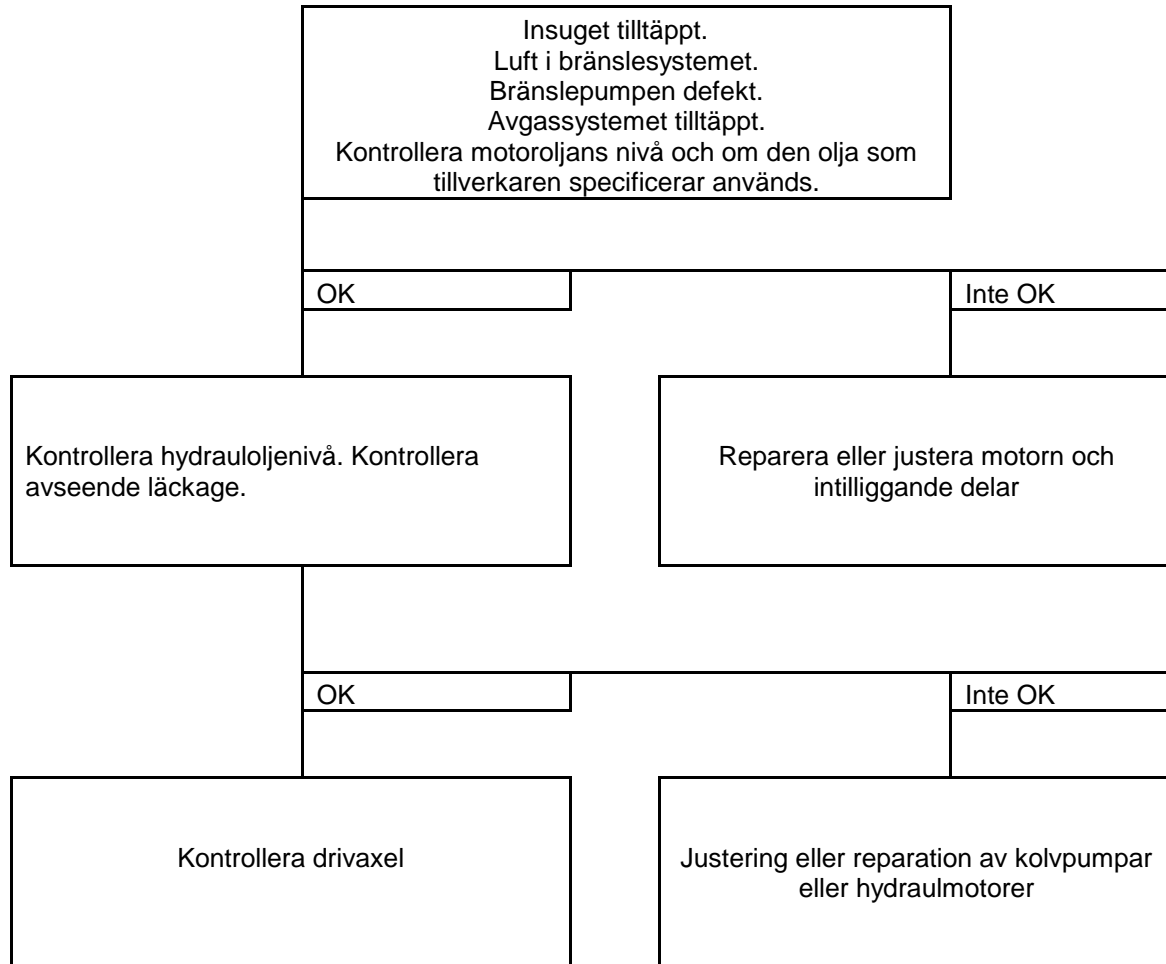 Insuget tilltäppt.
Luft i bränslesystemet.
Bränslepumpen defekt.
Avgassystemet tilltäppt.
Kontrollera motoroljans nivå och om den olja som
tillverkaren specificerar används.
OK
Inte OK
Kontrollera hydrauloljenivå. Kontrollera
avseende läckage.
Reparera eller justera motorn och
intilliggande delar
OK
Inte OK
Kontrollera drivaxel
Justering eller reparation av kolvpumpar
eller hydraulmotorer